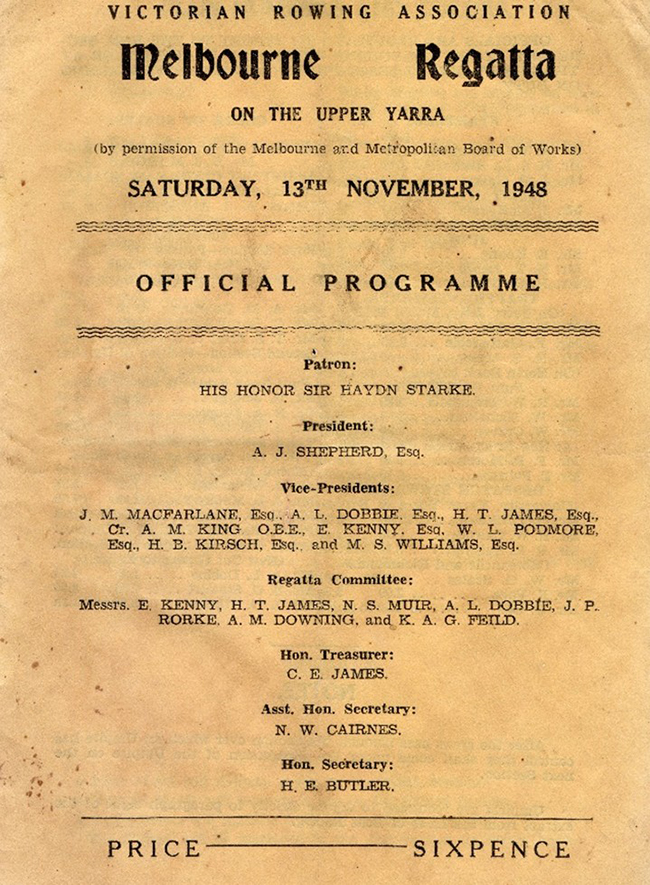 VICTORIAN ROWING ASSOCIATION
Melbourne Regatta
ON THE UPPER YARRA
(by permission of the Melbourne and Metropolitan Board of Works)
SATURDAY, 13TH NOVEMBER, 1948
OFFICIAL PROGRAMME
Patron:
HIS HONOR SIR HAYDN STARKE.
President:
A. J. SHEPHERD, Esq.
Vice-Presidents:
J. M. MACFARLANE, Esq., A. L. DOBBIE, Esq., H. T. JAMES, Esq.,
Cr. A. M. KING O.B.E., E. KENNY, Esq, W. L. PODMORE,
Esq., H. B. KIRSCH, Esq., and M. S. WILLIAMS, Esq.
Regatta Committee:
Messrs. E. KENNY, H. T. JAMES, N. S. MUIR, A. L. DOBBIE, J. P.
RORKE, A. M. DOWNING, and K. A. G. FEILD.
Hon. Treasurer:
C. E. JAMES.
Asst. Hon. Secretary:
N. W. CAIRNES.
Hon. Secretary:
H. E. BUTLER.
PRICE SIXPENCE